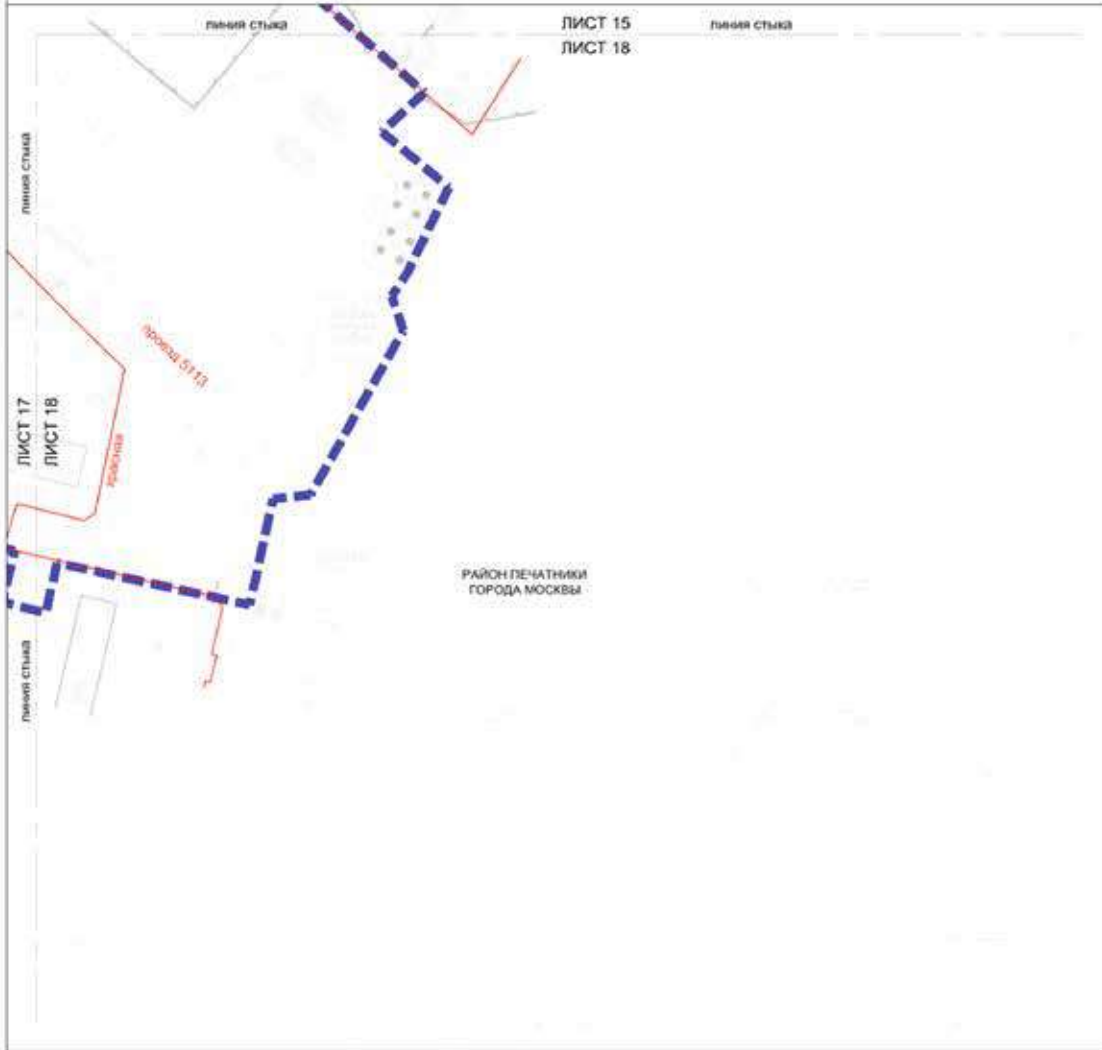 линия стыка
ЛИСТ 15
линия стыка
ЛИСТ 18
линия стыка
проезд 5113
ЛИСТ 17
ЛИСТ 18
красная
РАЙОН ПЕЧАТНИКИ
ГОРОДА МОСКВЫ
линия стыка